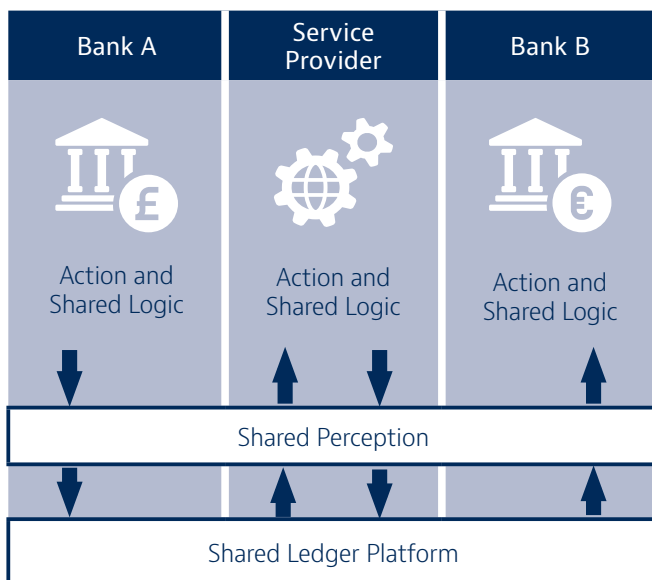 Bank A
Service
Provider
Bank B
£
€
Action and
Shared Logic
Action and
Shared Logic
Action and
Shared Logic
Shared Perception
Shared Ledger Platform